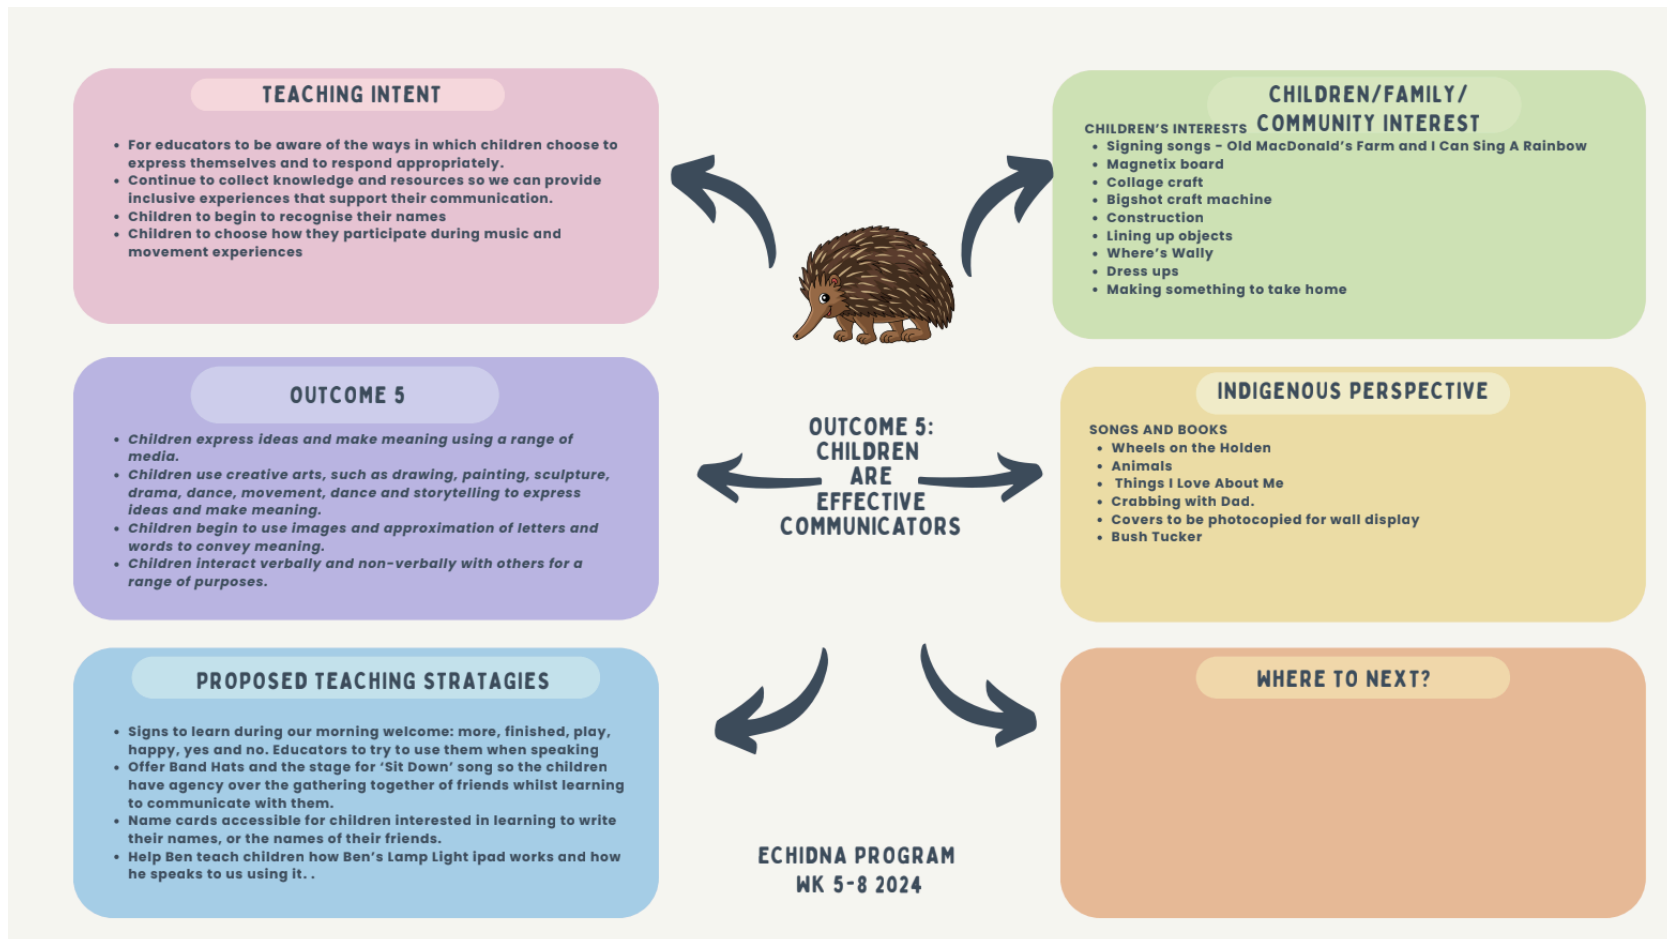 TEACHING INTENT
• For educators to be aware of the ways in which children choose to
express themselves and to respond appropriately.
• Continue to collect knowledge and resources so we can provide
inclusive experiences that support their communication.
• Children to begin to recognise their names
• Children to choose how they participate during music and
movement experiences
CHILDREN/FAMILY/
COMMUNITY INTEREST
CHILDREN'S INTERESTS
• Signing songs - Old MacDonald's Farm and I Can Sing A Rainbow
• Magnetix board
• Collage craft
• Bigshot craft machine
• Construction
• Lining up objects
• Where's Wally
• Dress ups
• Making something to take home
OUTCOME 5
• Children express ideas and make meaning using a range of
media.
• Children use creative arts, such as drawing, painting, sculpture,
drama, dance, movement, dance and storytelling to express
ideas and make meaning.
• Children begin to use images and approximation of letters and
words to convey meaning.
• Children interact verbally and non-verbally with others for a
range of purposes.
OUTCOME 5:
CHILDREN
ARE
EFFECTIVE
COMMUNICATORS
INDIGENOUS PERSPECTIVE
SONGS AND BOOKS
• Wheels on the Holden
• Animals
• Things I Love About Me
• Crabbing with Dad.
• Covers to be photocopied for wall display
• Bush Tucker
PROPOSED TEACHING STRATAGIES
• Signs to learn during our morning welcome: more, finished, play,
happy, yes and no. Educators to try to use them when speaking
• Offer Band Hats and the stage for 'Sit Down' song so the children
have agency over the gathering together of friends whilst learning
to communicate with them.
• Name cards accessible for children interested in learning to write
their names, or the names of their friends.
• Help Ben teach children how Ben's Lamp Light ipad works and how
he speaks to us using it. .
WHERE TO NEXT?
ECHIDNA PROGRAM
WK 5-8 2024